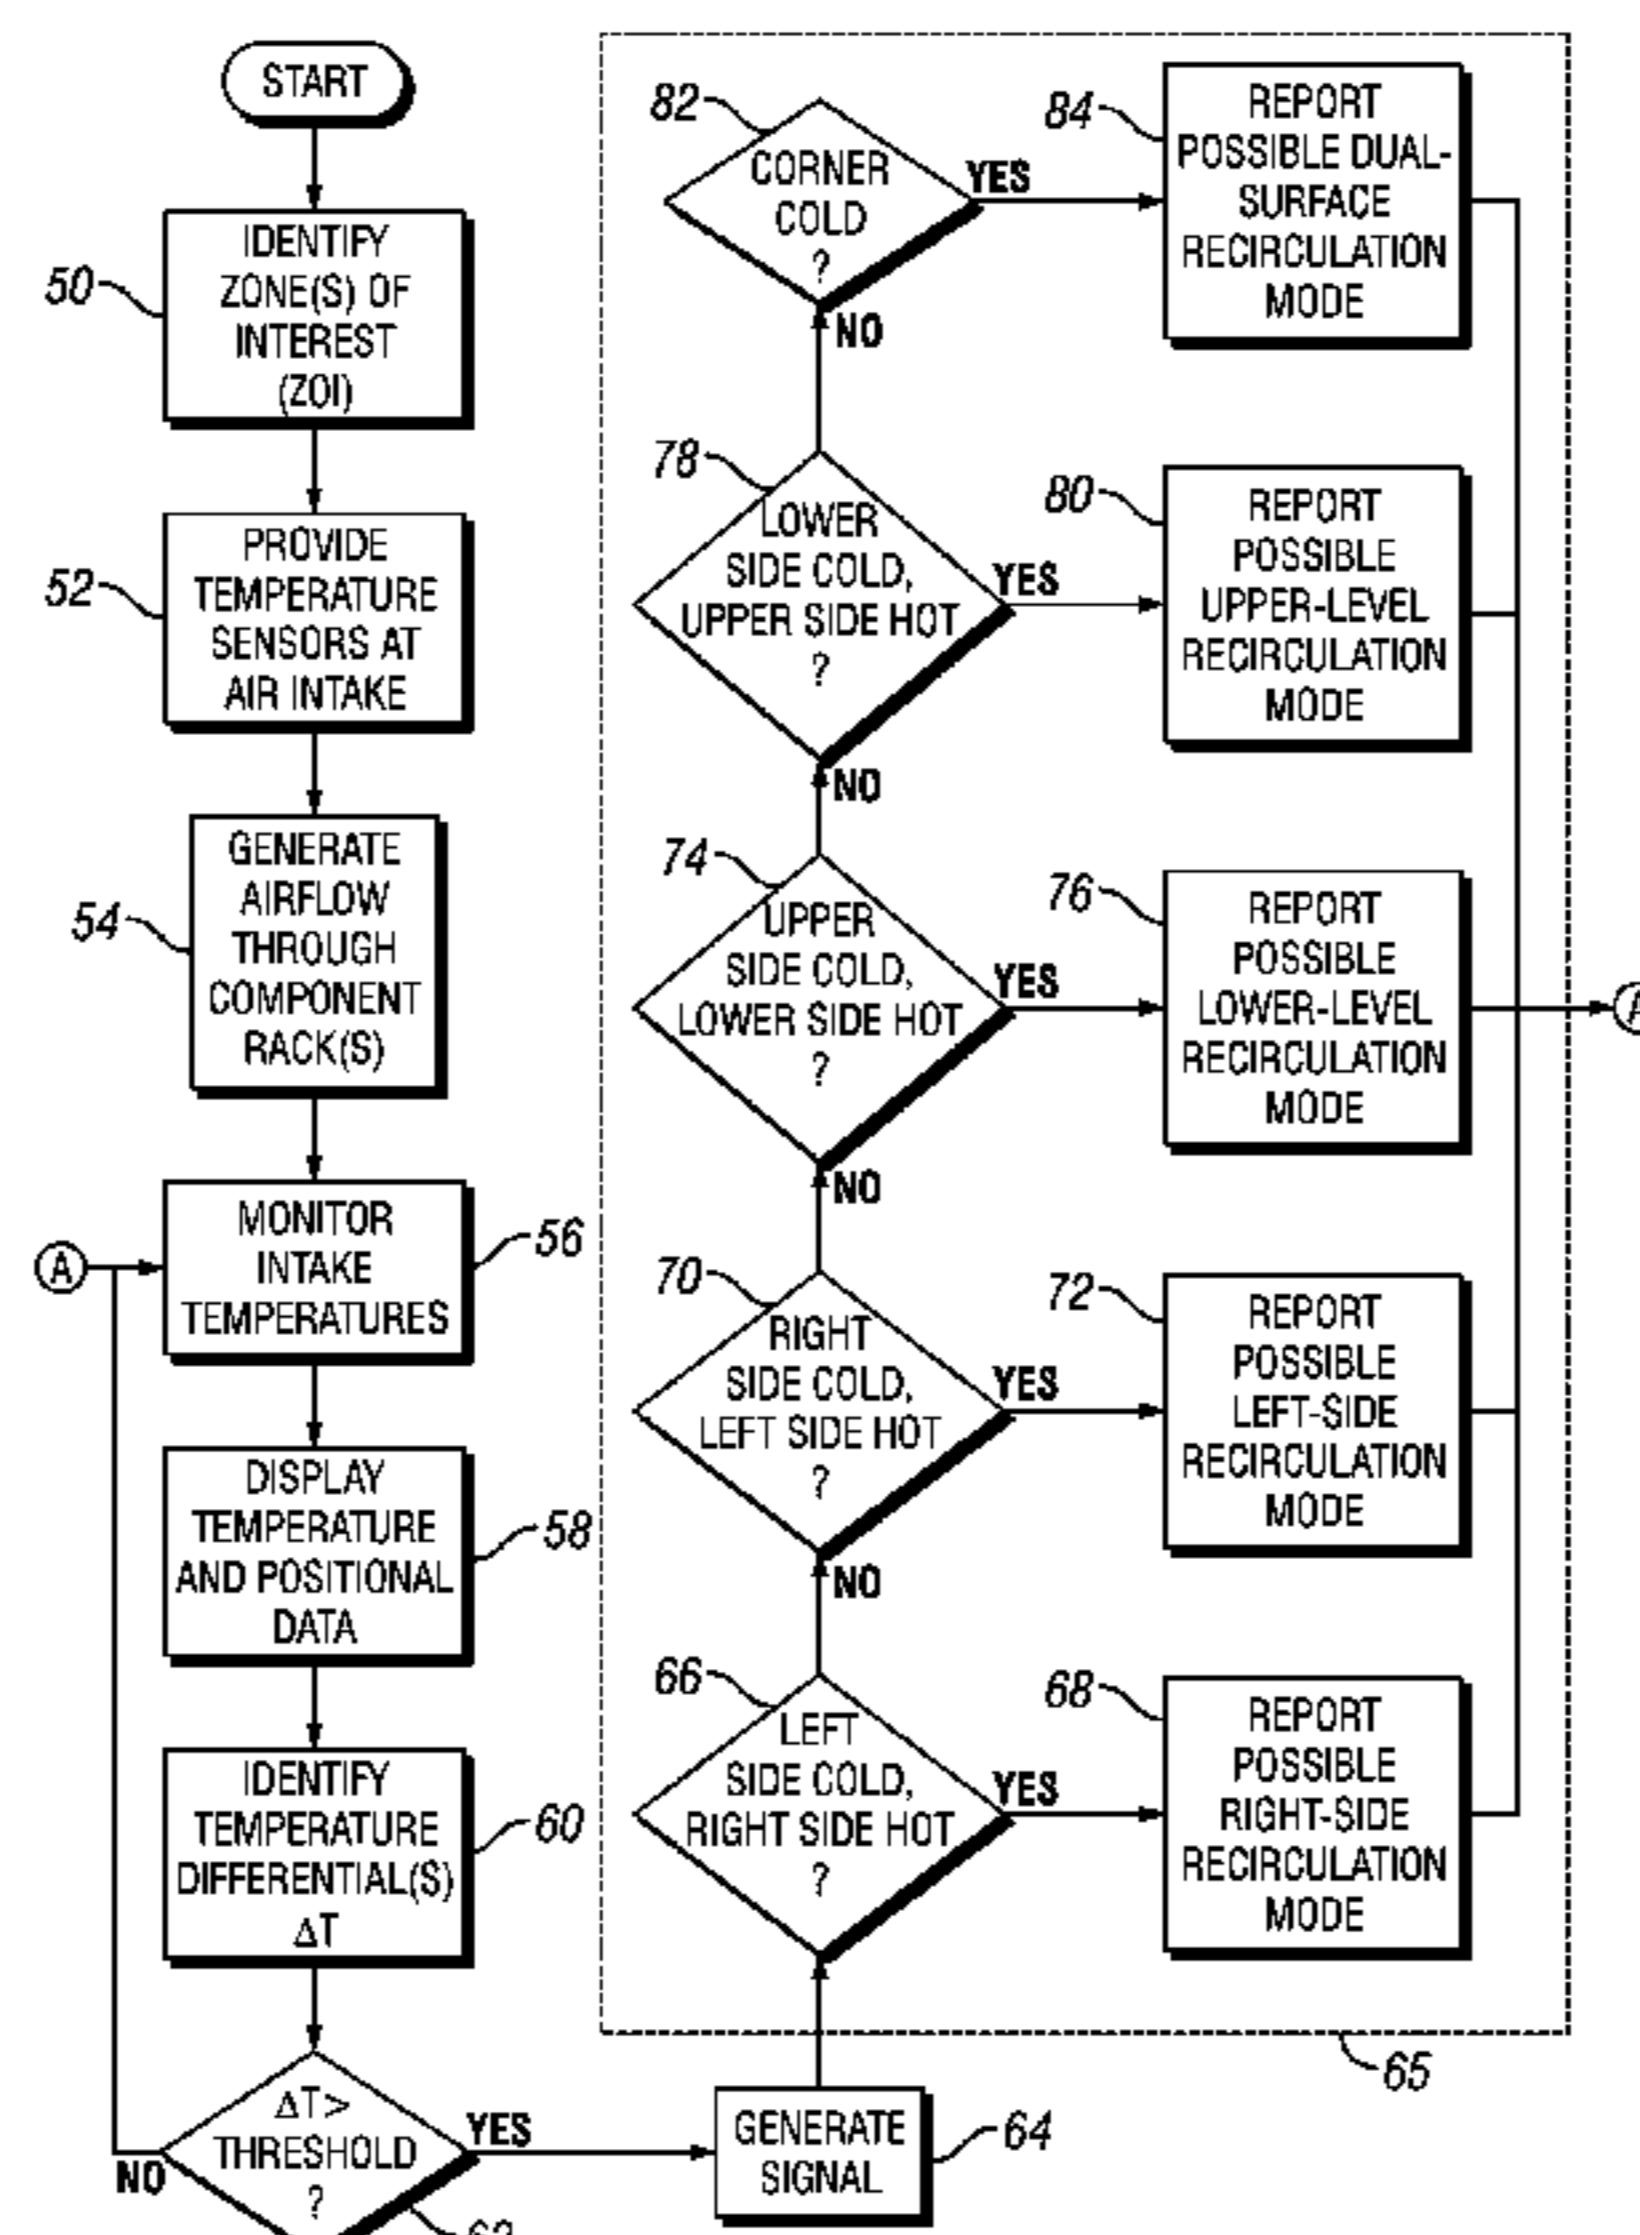 START
50
IDENTIFY
ZONE(S) OF
INTEREST
(ZOI)
52
PROVIDE
TEMPERATURE
SENSORS AT
AIR INTAKE
54
GENERATE
AIRFLOW
THROUGH
COMPONENT
RACK(S)
A
MONITOR
INTAKE
TEMPERATURES
56
DISPLAY
TEMPERATURE
AND POSITIONAL
DATA
58
IDENTIFY
TEMPERATURE
DIFFERENTIAL(S)
ΔT
60
ΔT >
THRESHOLD
?
NO
YES
GENERATE
SIGNAL
64
65
66
LEFT
SIDE COLD,
RIGHT SIDE HOT
?
YES
68
REPORT
POSSIBLE
RIGHT-SIDE
RECIRCULATION
MODE
NO
70
RIGHT
SIDE COLD,
LEFT SIDE HOT
?
YES
72
REPORT
POSSIBLE
LEFT-SIDE
RECIRCULATION
MODE
NO
74
UPPER
SIDE COLD,
LOWER SIDE HOT
?
YES
76
REPORT
POSSIBLE
LOWER-LEVEL
RECIRCULATION
MODE
NO
78
LOWER
SIDE COLD,
UPPER SIDE HOT
?
YES
80
REPORT
POSSIBLE
UPPER-LEVEL
RECIRCULATION
MODE
NO
82
CORNER
COLD
?
YES
84
REPORT
POSSIBLE DUAL-
SURFACE
RECIRCULATION
MODE